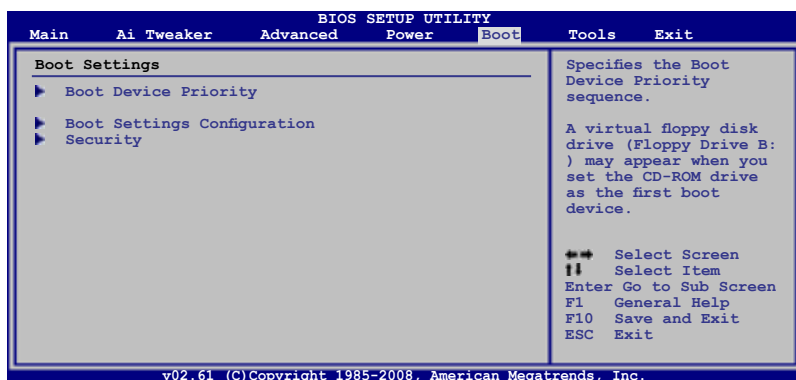 BIOS SETUP UTILITY
Main Ai Tweaker Advanced Power Boot Tools Exit
Boot Settings
Boot Device Priority
Boot Settings Configuration
Security
Specifies the Boot
Device Priority
sequence.
A virtual floppy disk
drive (Floppy Drive B:
) may appear when you
set the CD-ROM drive
as the first boot
device.
Select Screen
Select Item
Enter Go to Sub Screen
F1 General Help
F10 Save and Exit
ESC Exit
v02.61 (C)Copyright 1985-2008, American Megatrends, Inc.